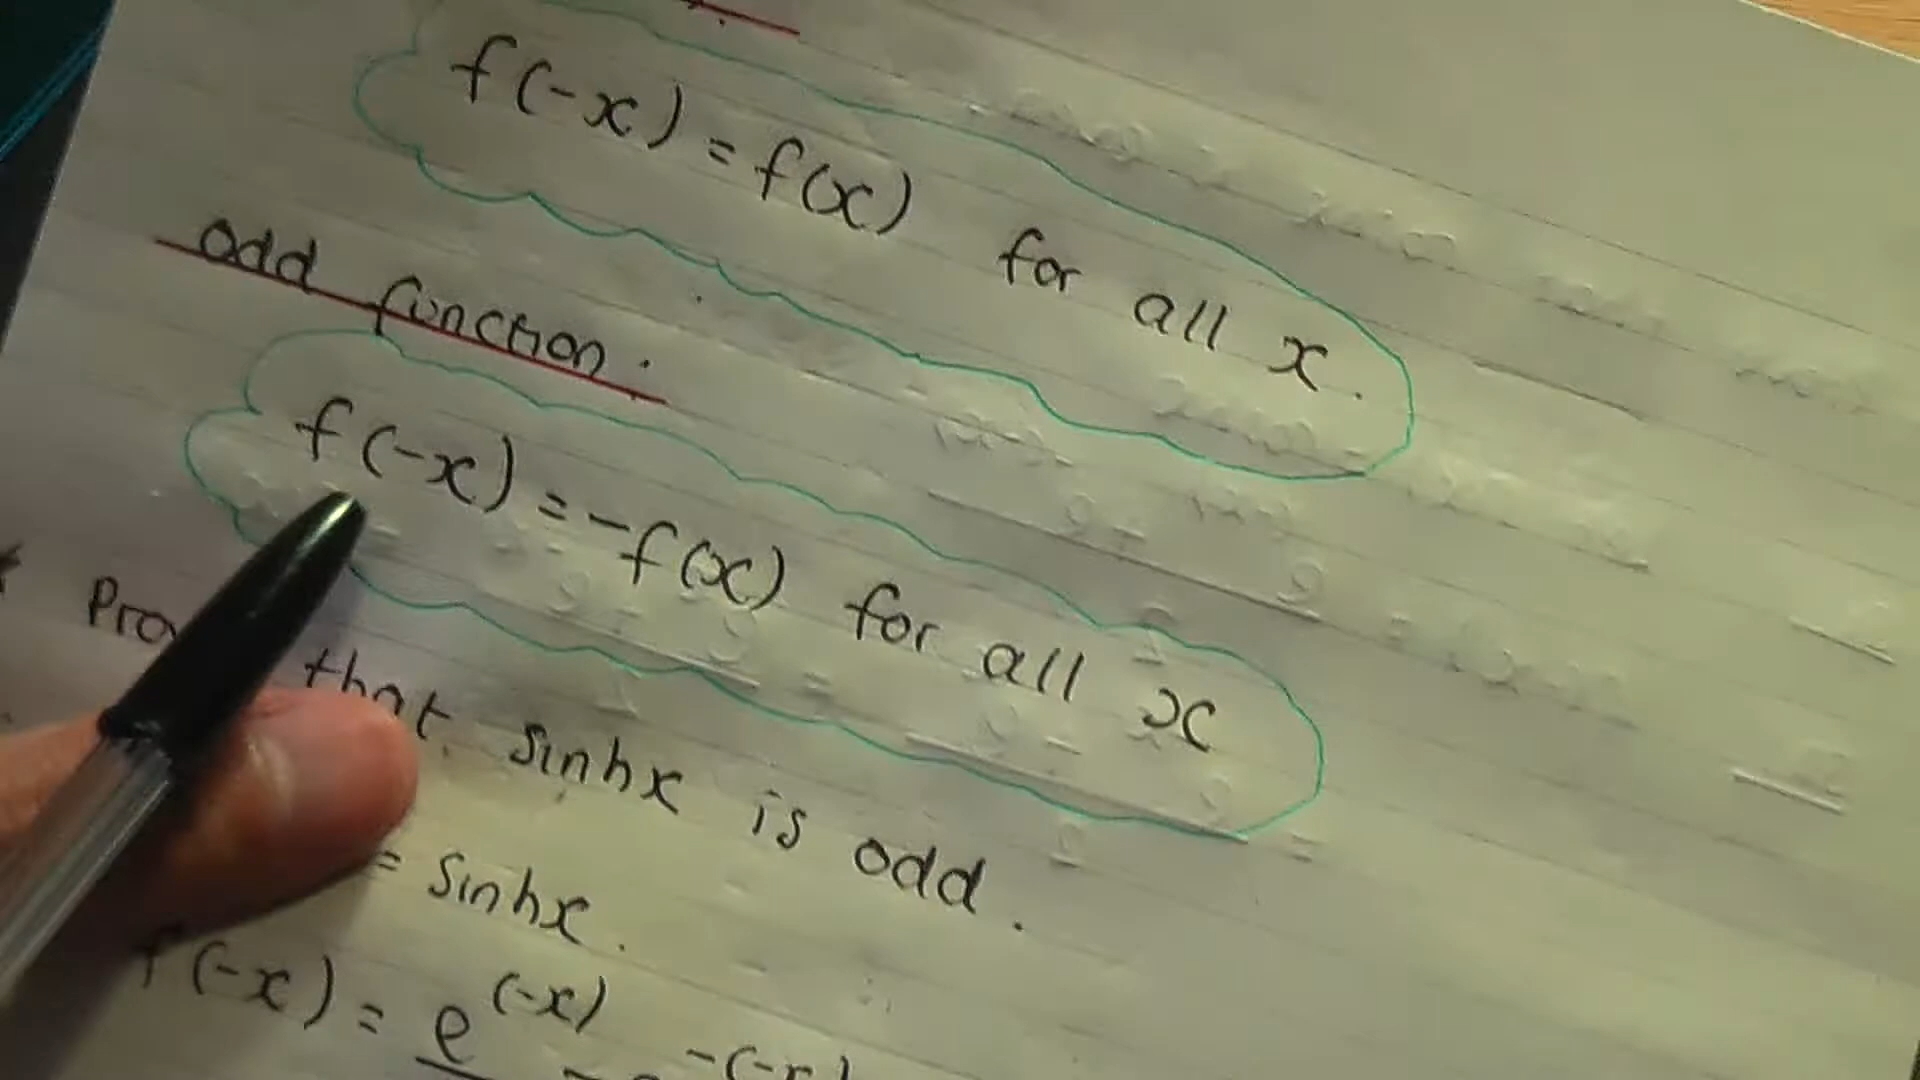 f(-x) = f(x) for all x.
odd function.
f(-x) = -f(x) for all x
that sinhx is odd.
= sinhx.
f(-x) = e^(-x) - e^-(-x)